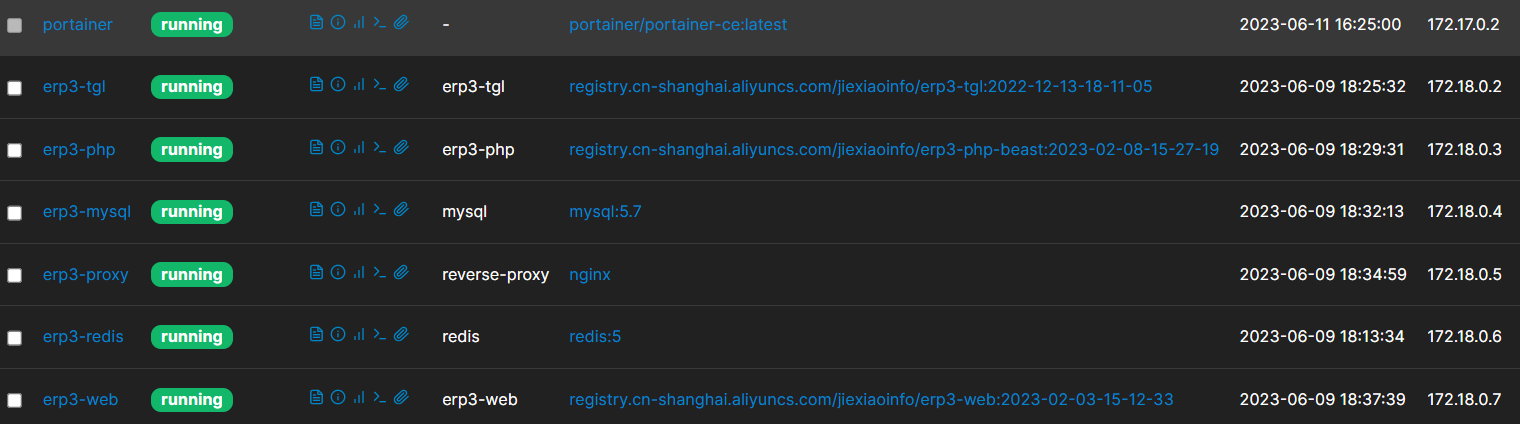 portainer running - portainer/portainer-ce:latest 2023-06-11 16:25:00 172.17.0.2
erp3-tgl running erp3-tgl registry.cn-shanghai.aliyuncs.com/jiexiaoinfo/erp3-tgl:2022-12-13-18-11-05 2023-06-09 18:25:32 172.18.0.2
erp3-php running erp3-php registry.cn-shanghai.aliyuncs.com/jiexiaoinfo/erp3-php-beast:2023-02-08-15-27-19 2023-06-09 18:29:31 172.18.0.3
erp3-mysql running mysql mysql:5.7 2023-06-09 18:32:13 172.18.0.4
erp3-proxy running reverse-proxy nginx 2023-06-09 18:34:59 172.18.0.5
erp3-redis running redis redis:5 2023-06-09 18:13:34 172.18.0.6
erp3-web running erp3-web registry.cn-shanghai.aliyuncs.com/jiexiaoinfo/erp3-web:2023-02-03-15-12-33 2023-06-09 18:37:39 172.18.0.7